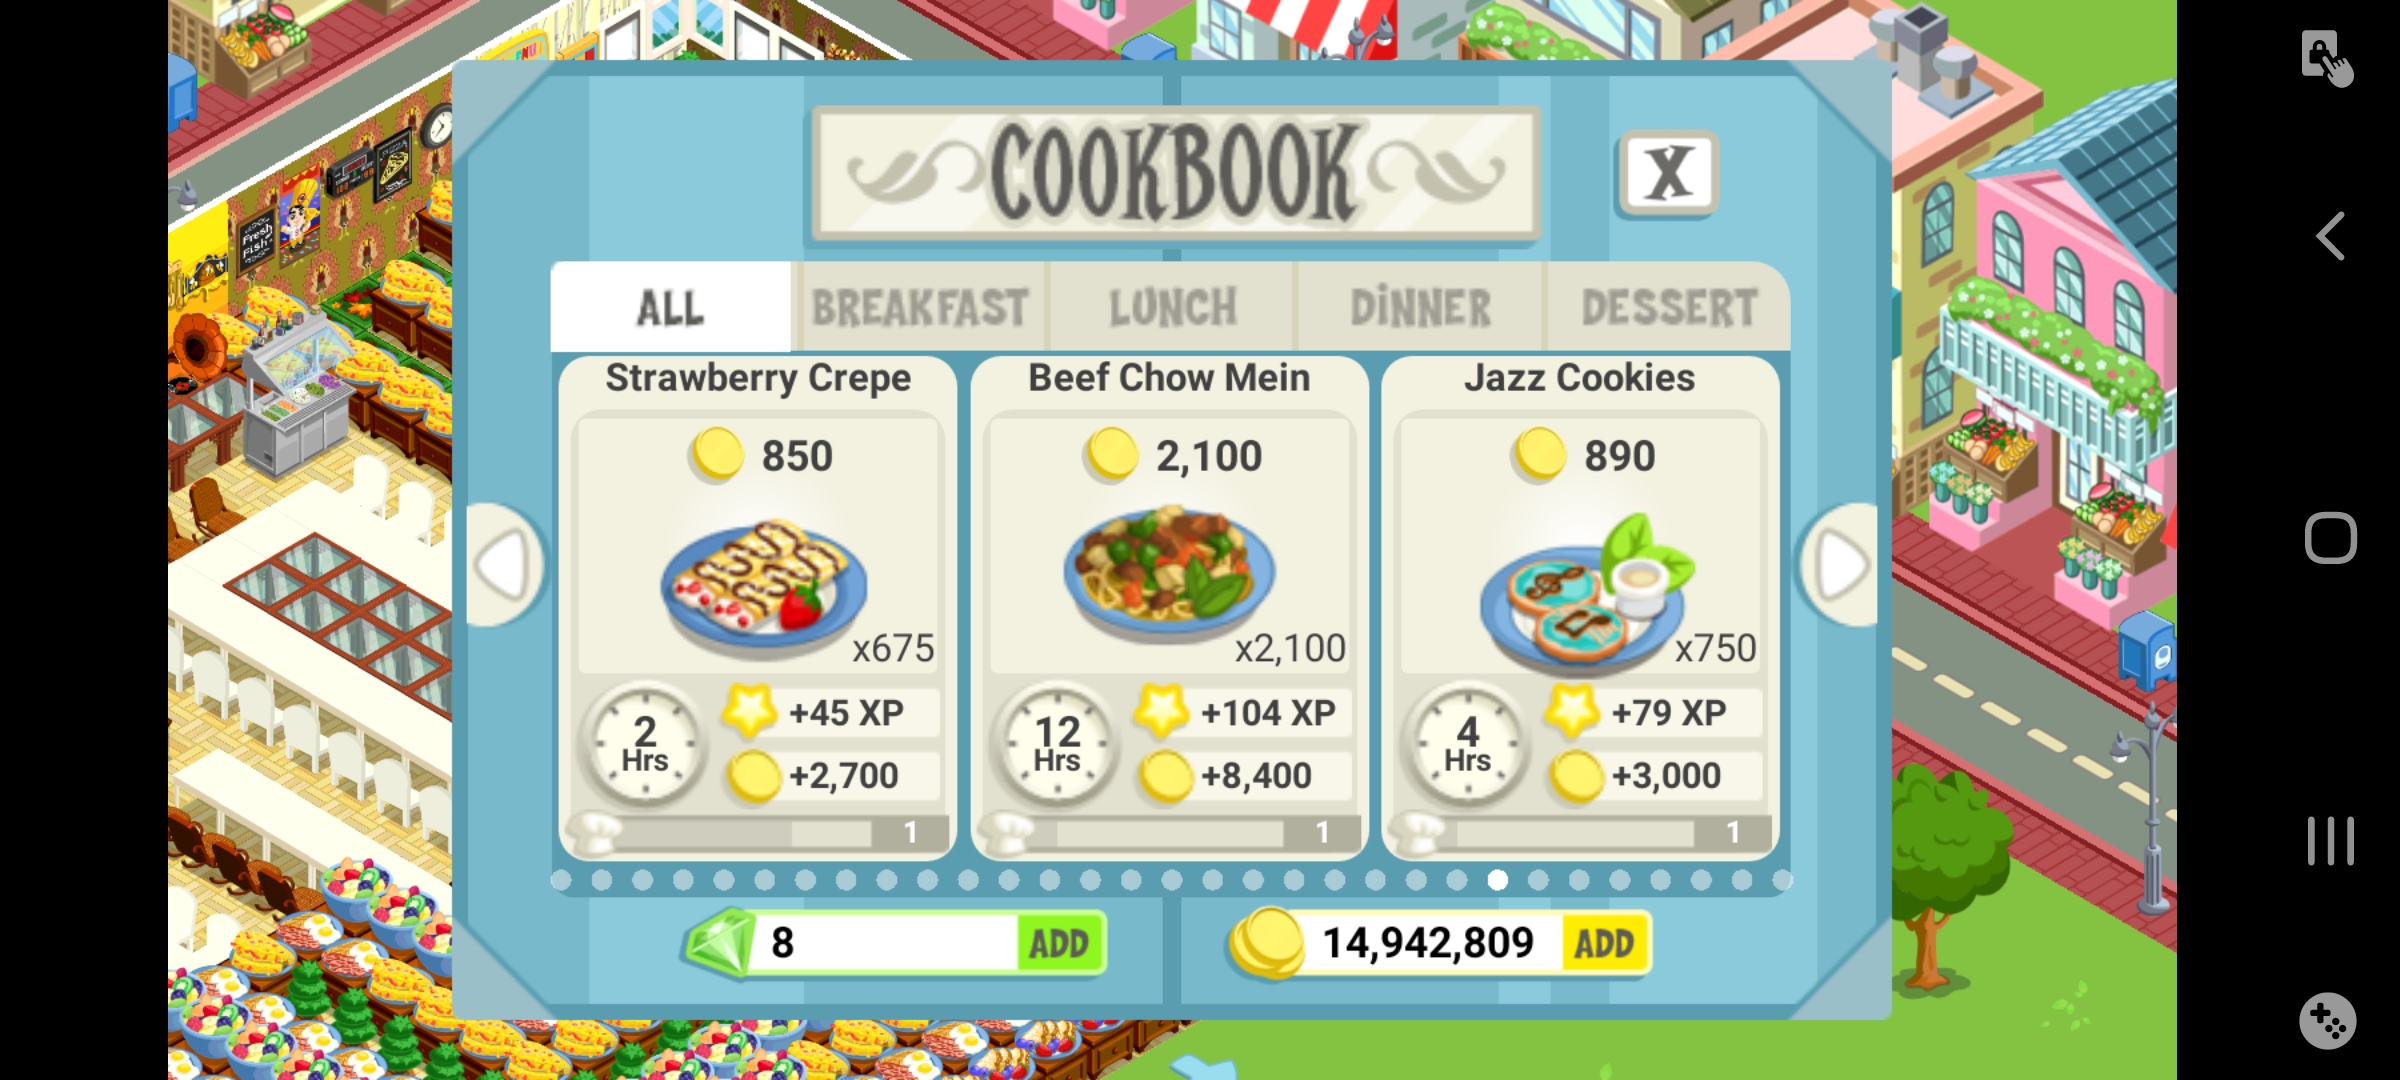 Fresh
Fish
COOKBOOK
X
ALL
BREAKFAST
LUNCH
DINNER
DESSERT
Strawberry Crepe
850
x675
2
Hrs
+45 XP
+2,700
1
Beef Chow Mein
2,100
x2,100
12
Hrs
+104 XP
+8,400
1
Jazz Cookies
890
x750
4
Hrs
+79 XP
+3,000
1
8
ADD
14,942,809
ADD